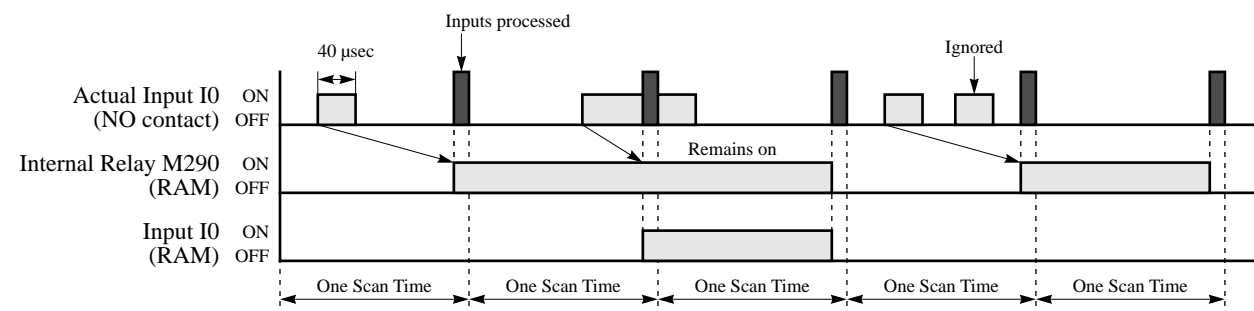 Inputs processed
40 µsec
Ignored
Actual Input I0 ON
(NO contact) OFF
Remains on
Internal Relay M290 ON
(RAM) OFF
Input I0 ON
(RAM) OFF
One Scan Time One Scan Time One Scan Time One Scan Time One Scan Time